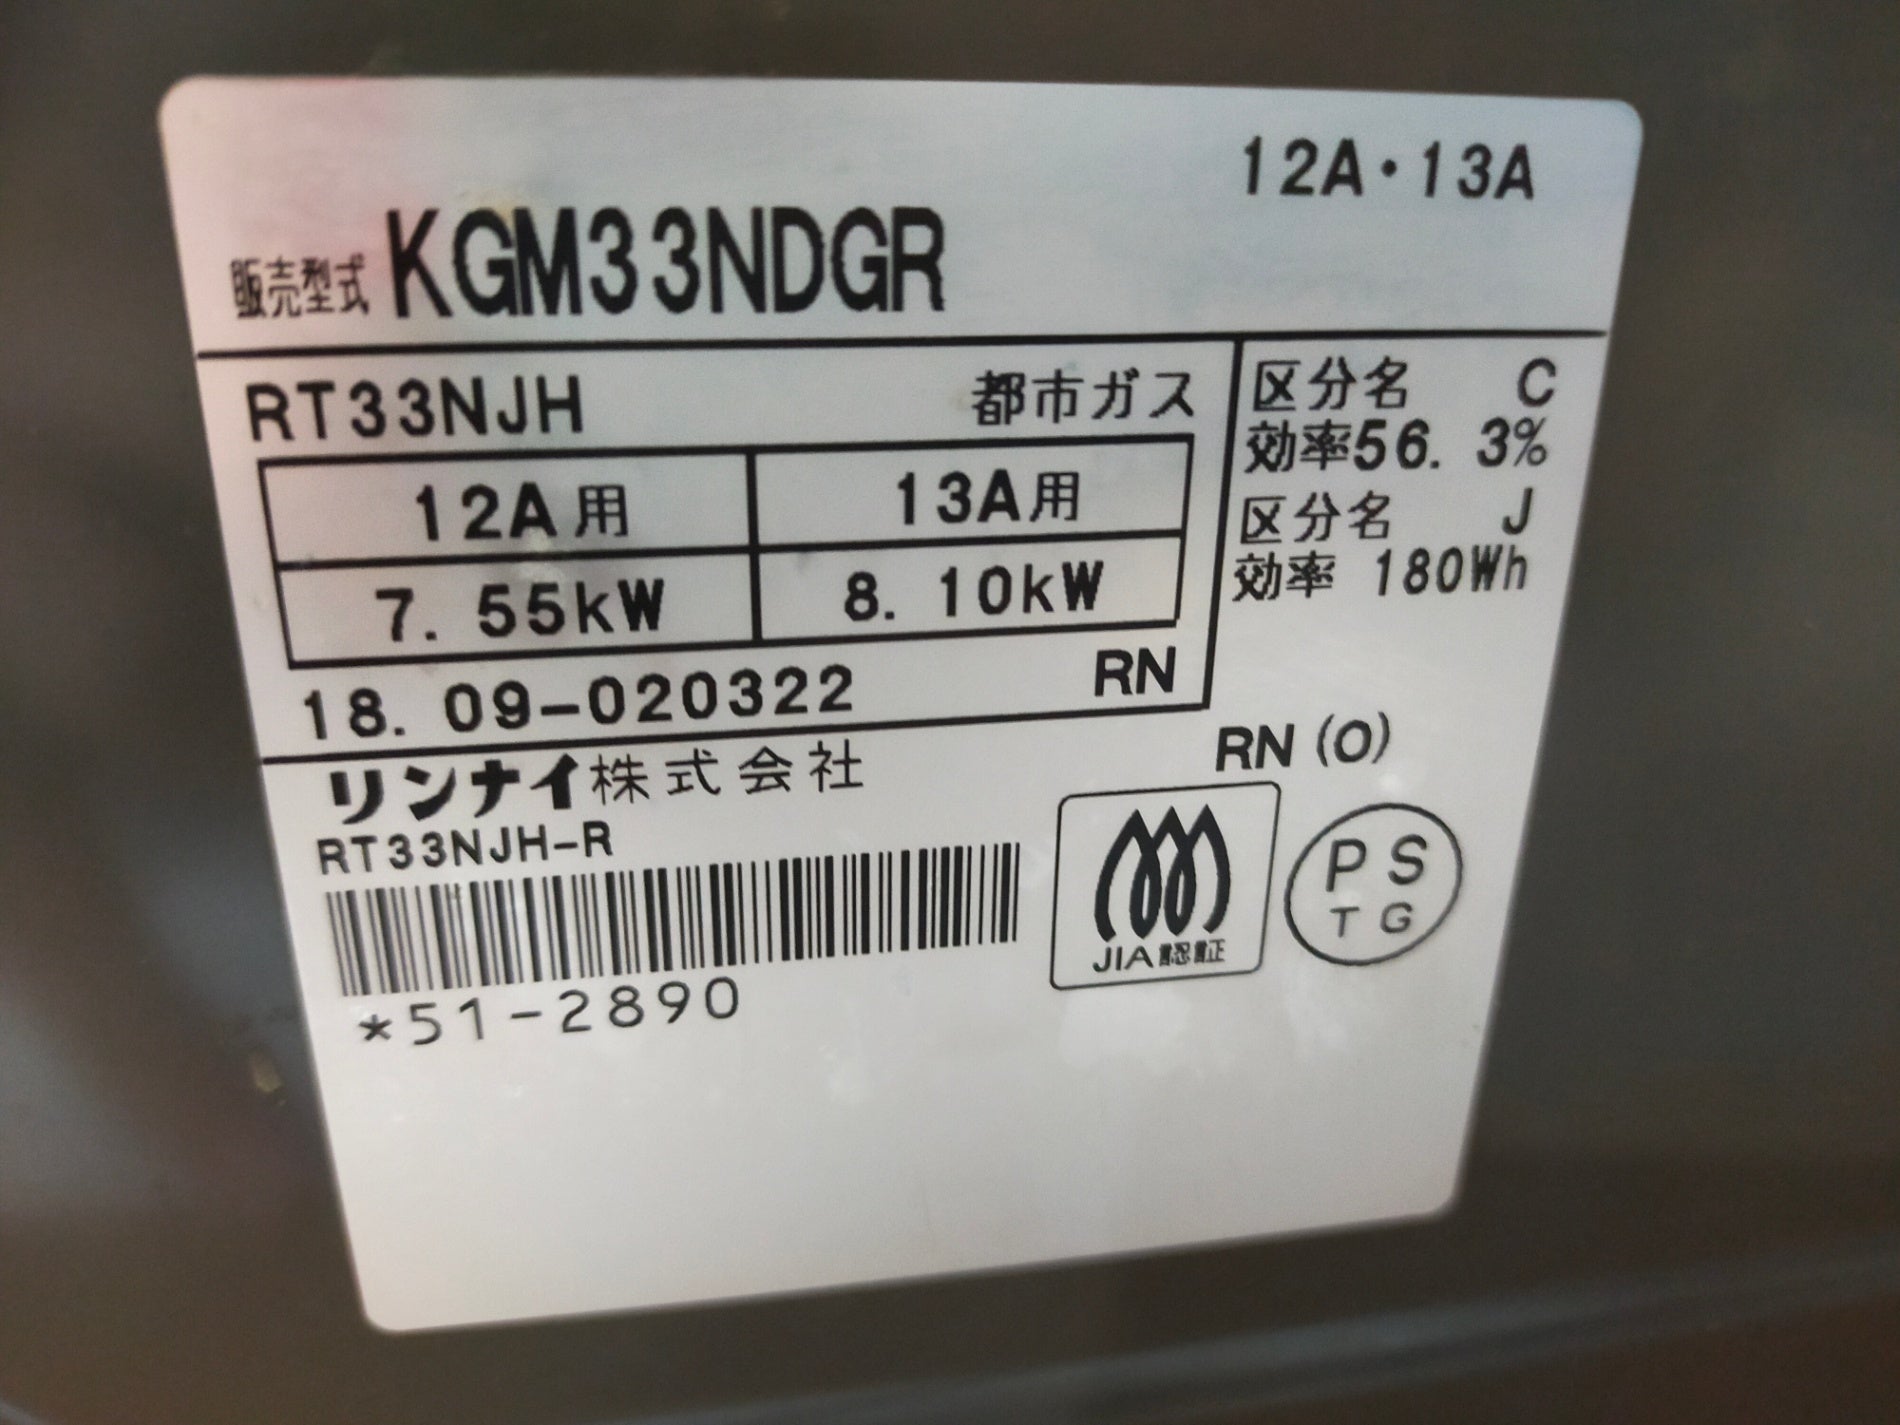 12A・13A
販売型式 KGM33NDGR
RT33NJH 都市ガス
12A用 13A用
7.55kW 8.10kW
18.09-020322 RN
区分名 C
効率56.3%
区分名 J
効率 180Wh
リンナイ株式会社
RT33NJH-R
*51-2890
RN(O)
JIA認証
PS
TG